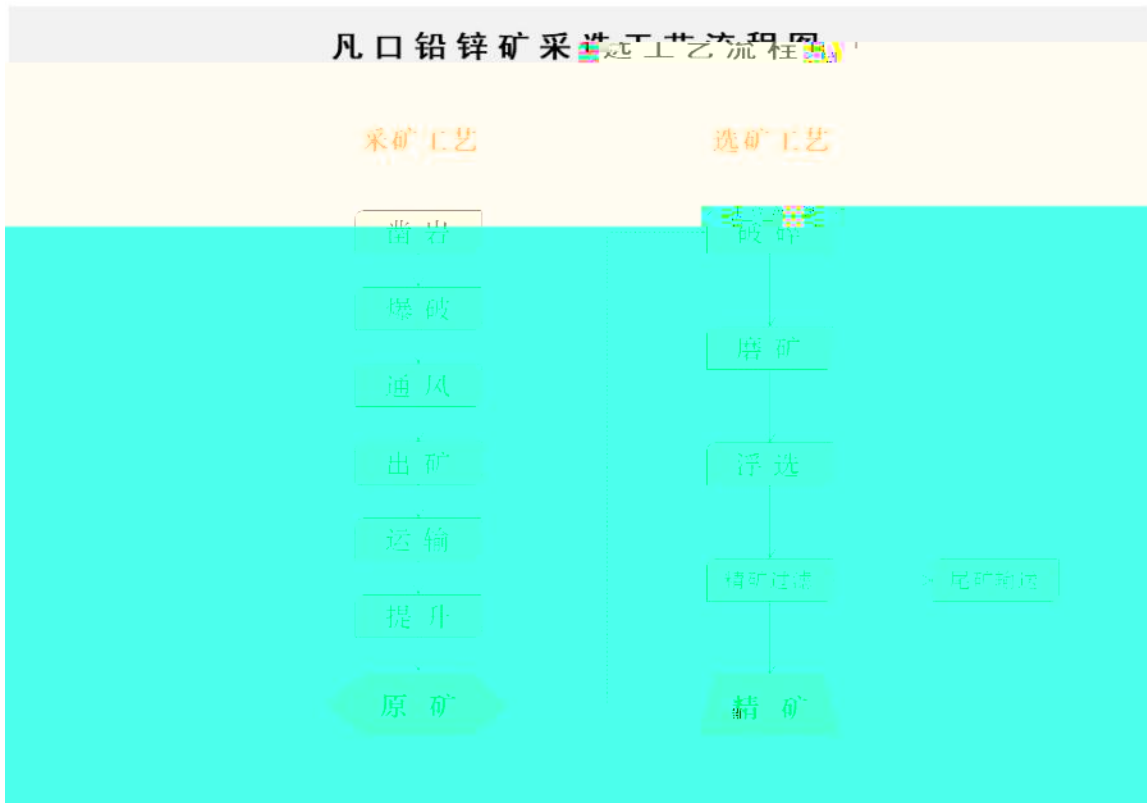 凡口铅锌矿采选工艺流程图
采矿工艺
选矿工艺
凿岩
爆破
通风
出矿
运输
提升
原矿
破碎
磨矿
浮选
精矿过滤
尾矿输送
精矿